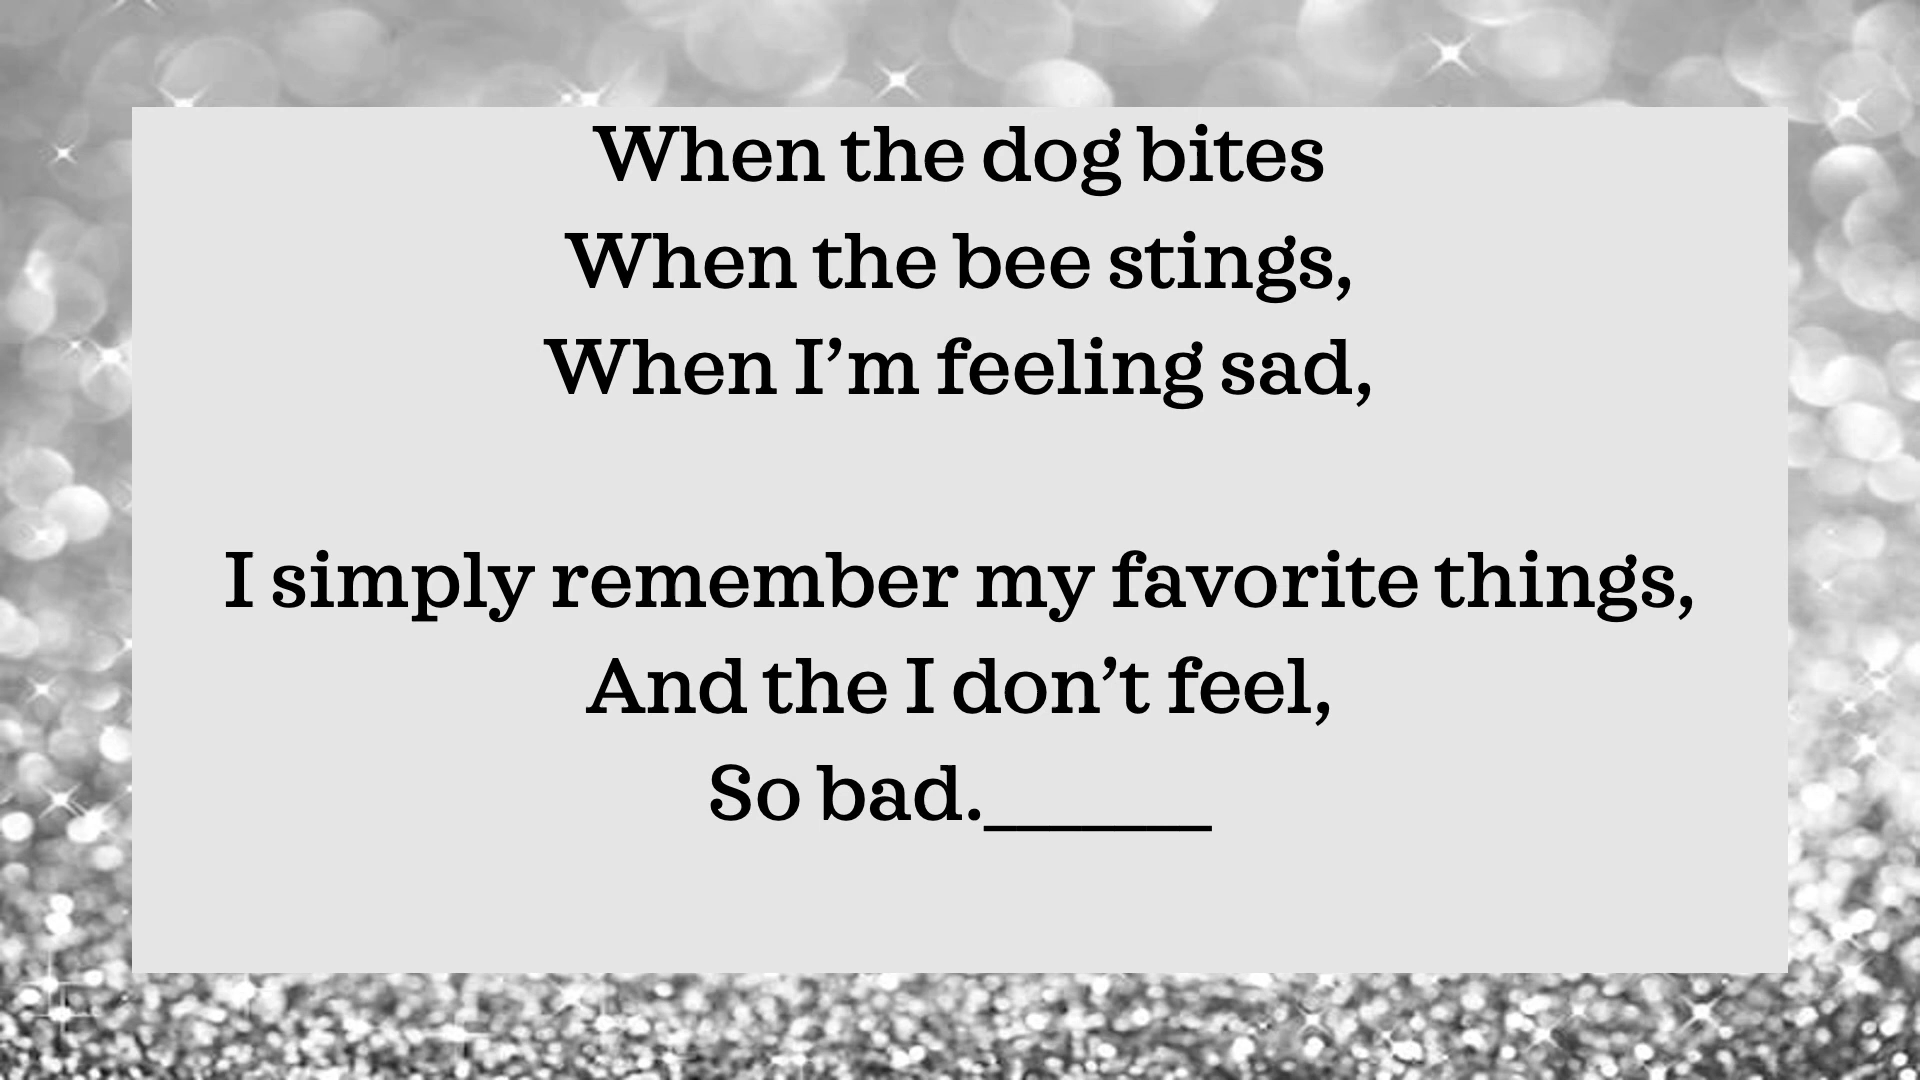 When the dog bites
When the bee stings,
When I’m feeling sad,
I simply remember my favorite things,
And the I don’t feel,
So bad._______